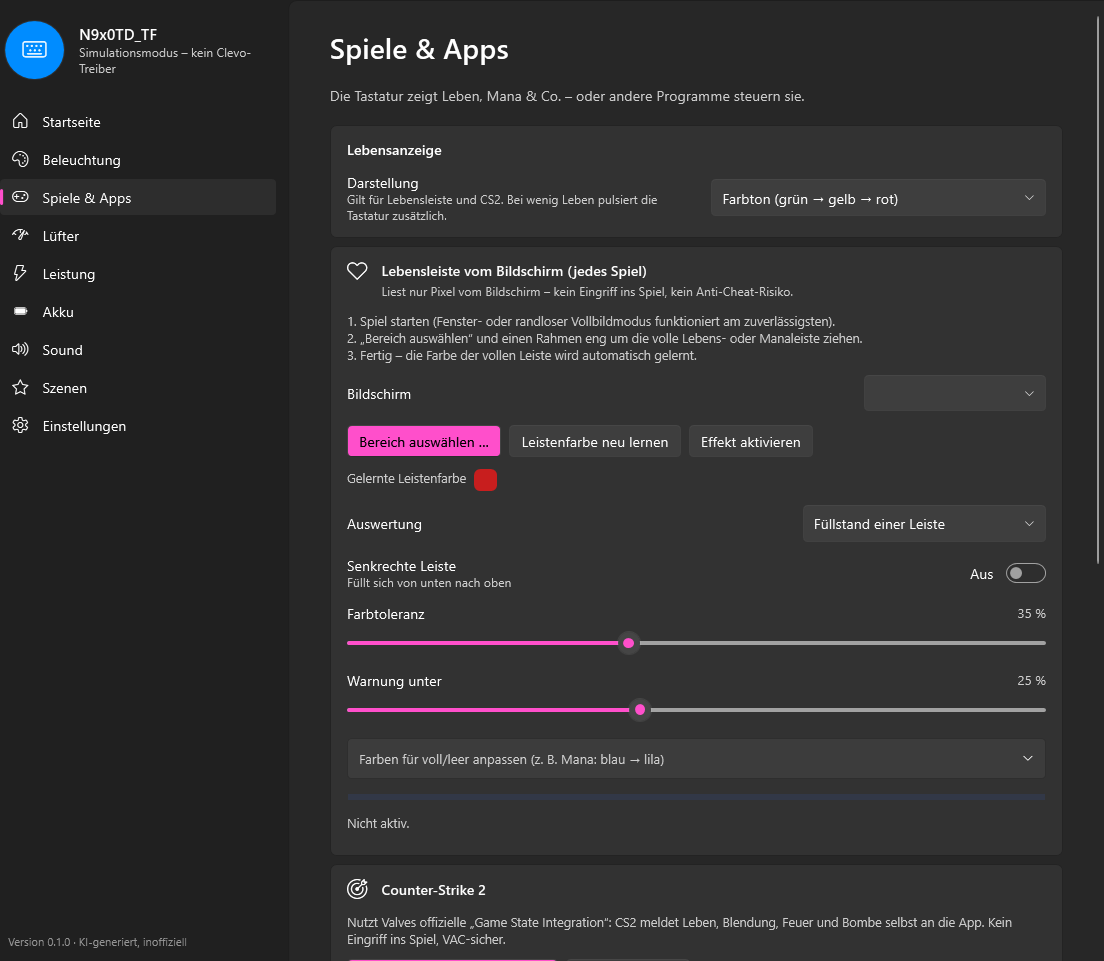 N9x0TD_TF
Simulationsmodus – kein Clevo-
Treiber
Startseite
Beleuchtung
Spiele & Apps
Lüfter
Leistung
Akku
Sound
Szenen
Einstellungen
Version 0.1.0 · KI-generiert, inoffiziell
Spiele & Apps
Die Tastatur zeigt Leben, Mana & Co. – oder andere Programme steuern sie.
Lebensanzeige
Darstellung
Gilt für Lebensleiste und CS2. Bei wenig Leben pulsiert die
Tastatur zusätzlich.
Farbton (grün → gelb → rot)
Lebensleiste vom Bildschirm (jedes Spiel)
Liest nur Pixel vom Bildschirm – kein Eingriff ins Spiel, kein Anti-Cheat-Risiko.
1. Spiel starten (Fenster- oder randloser Vollbildmodus funktioniert am zuverlässigsten).
2. „Bereich auswählen“ und einen Rahmen eng um die volle Lebens- oder Manaleiste ziehen.
3. Fertig – die Farbe der vollen Leiste wird automatisch gelernt.
Bildschirm
Bereich auswählen ...
Leistenfarbe neu lernen
Effekt aktivieren
Gelernte Leistenfarbe
Auswertung
Füllstand einer Leiste
Senkrechte Leiste
Füllt sich von unten nach oben
Aus
Farbtoleranz
35 %
Warnung unter
25 %
Farben für voll/leer anpassen (z. B. Mana: blau → lila)
Nicht aktiv.
Counter-Strike 2
Nutzt Valves offizielle „Game State Integration“: CS2 meldet Leben, Blendung, Feuer und Bombe selbst an die App. Kein
Eingriff ins Spiel, VAC-sicher.